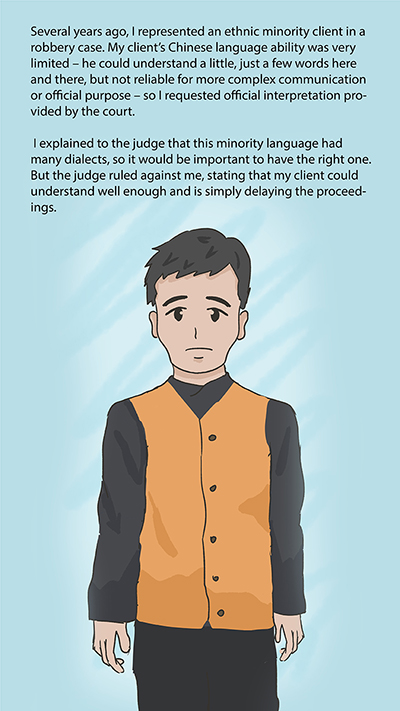 Several years ago, I represented an ethnic minority client in a
robbery case. My client’s Chinese language ability was very
limited – he could understand a little, just a few words here
and there, but not reliable for more complex communication
or official purpose – so I requested official interpretation pro-
vided by the court.
I explained to the judge that this minority language had
many dialects, so it would be important to have the right one.
But the judge ruled against me, stating that my client could
understand well enough and is simply delaying the proceed-
ings.